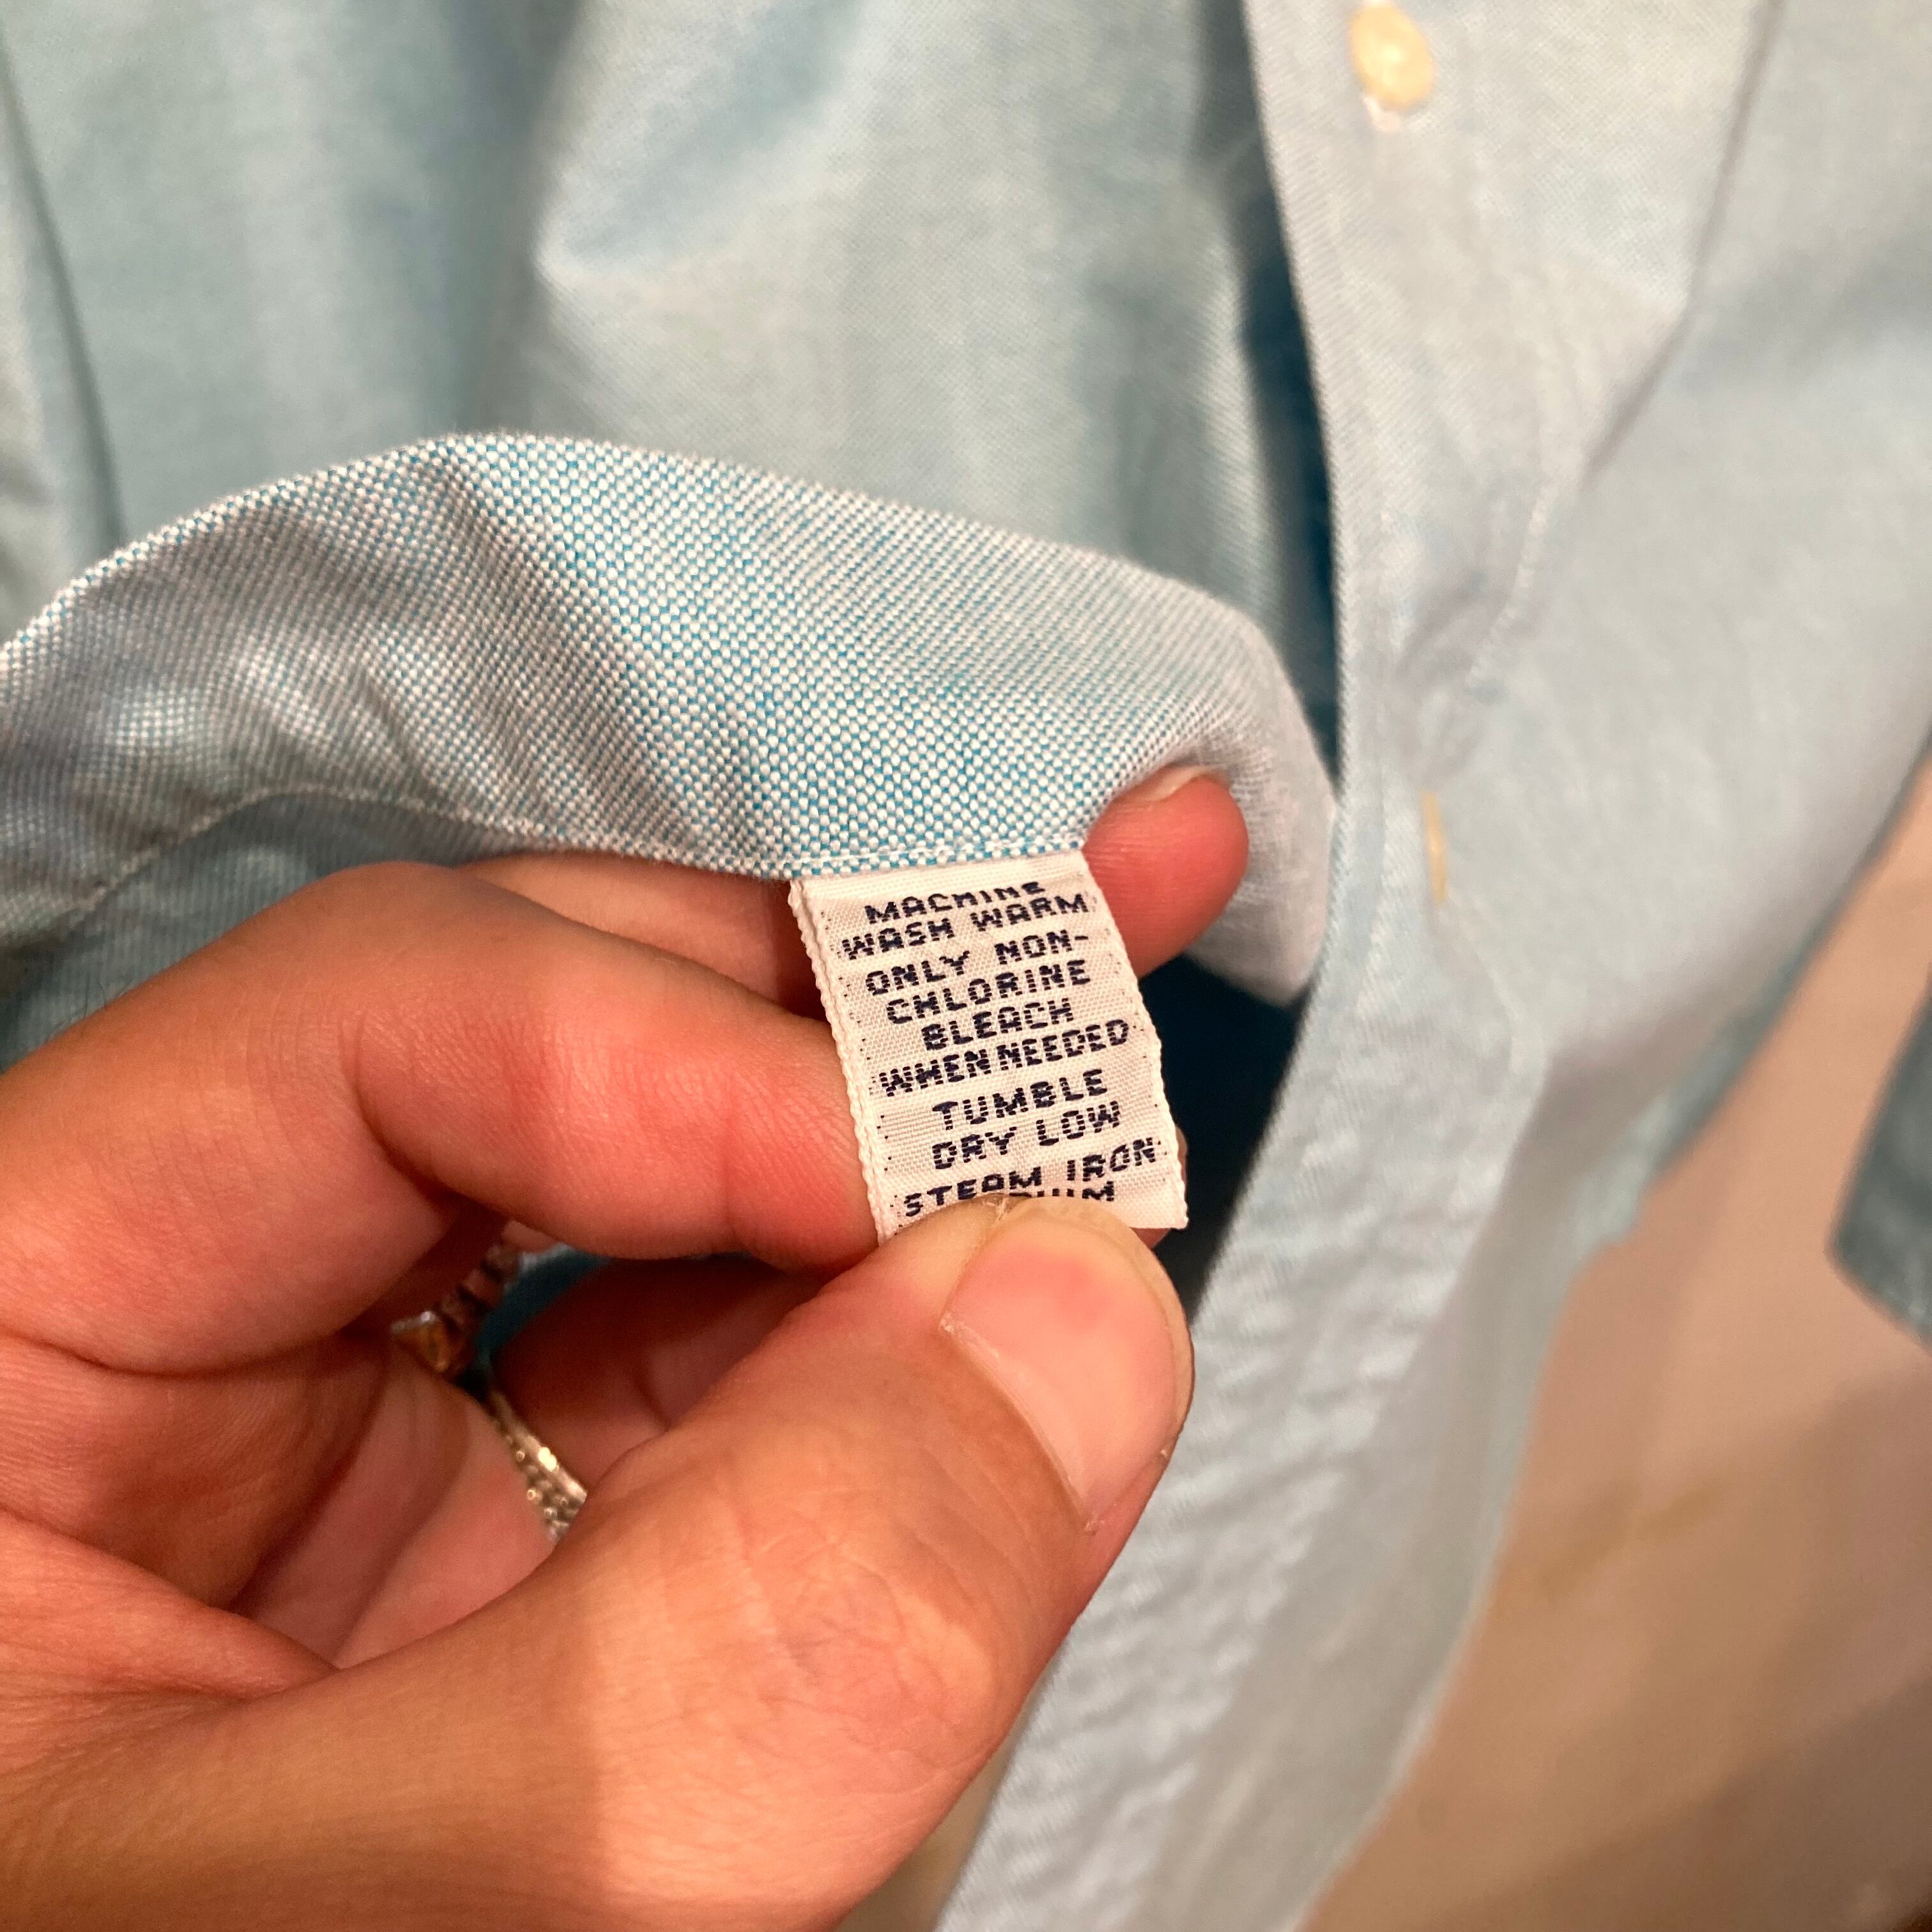 MACHINE
WASH WARM
ONLY NON-
CHLORINE
BLEACH
WHEN NEEDED
TUMBLE
DRY LOW
STEAM IRON